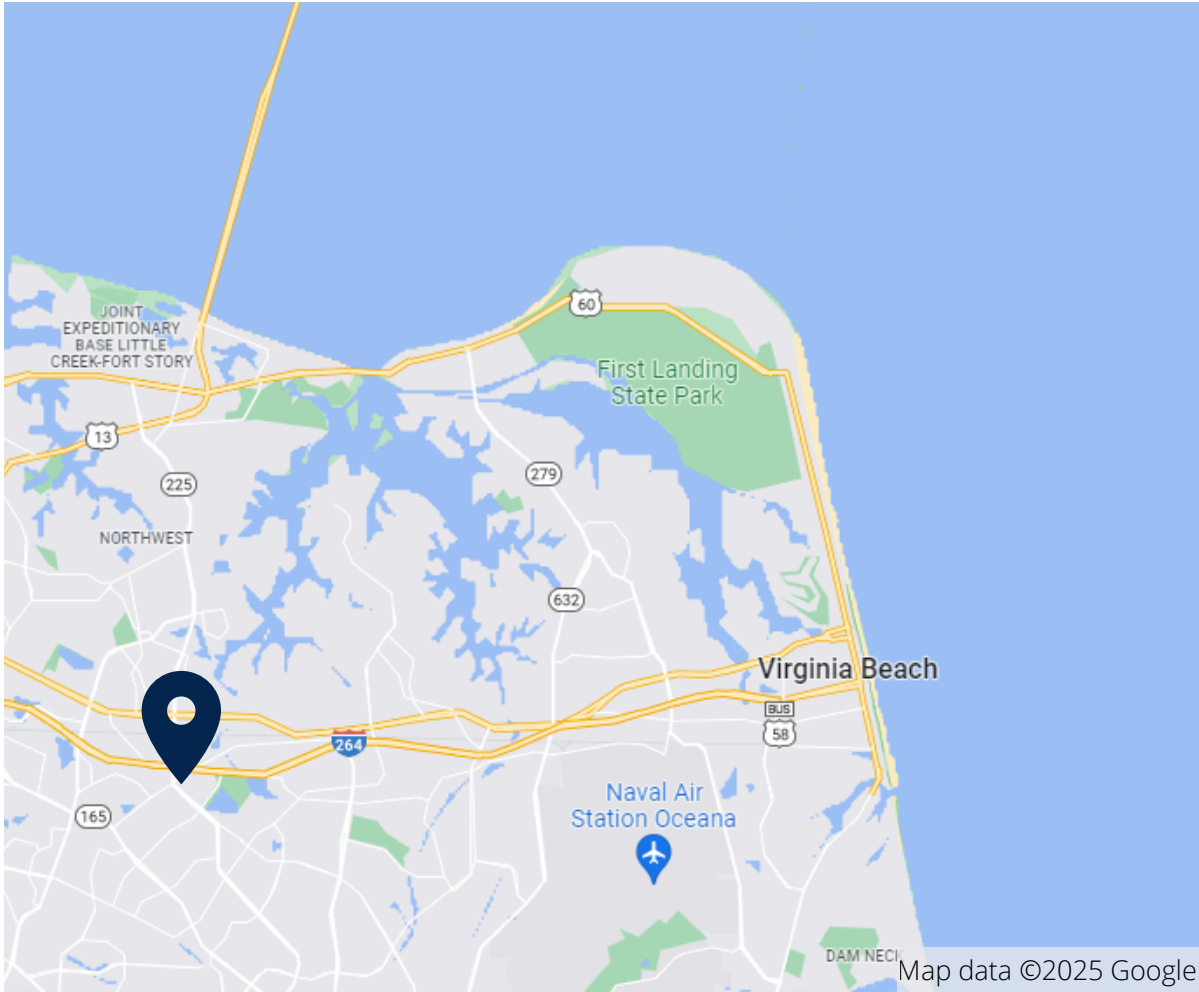 60
JOINT
EXPEDITIONARY
BASE LITTLE
CREEK-FORT STORY
First Landing
State Park
13
279
225
NORTHWEST
632
Virginia Beach
BUS
58
264
Naval Air
Station Oceana
165
DAM NECK
Map data ©2025 Google